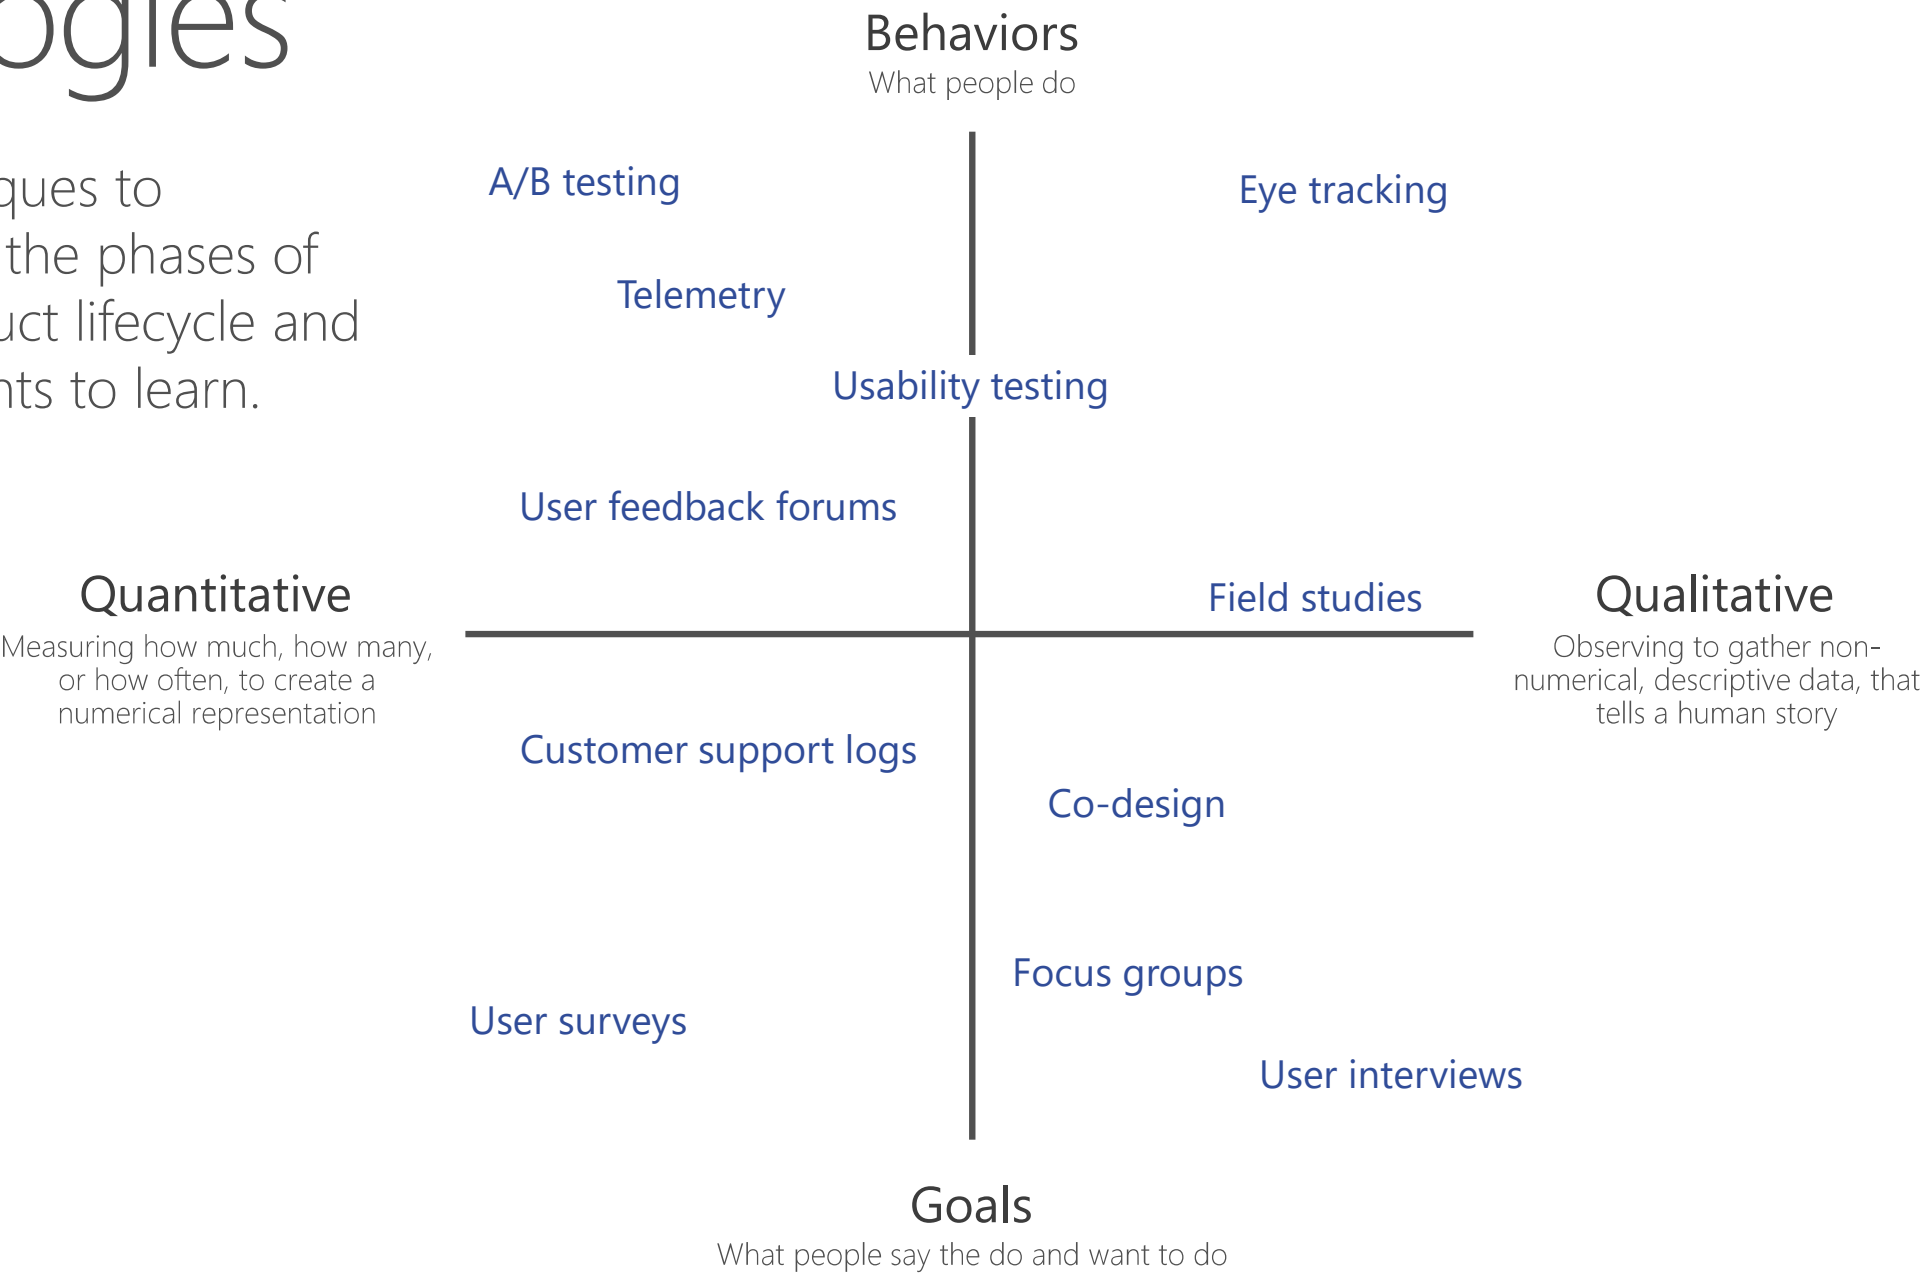 ogies
ques to
the phases of
uct lifecycle and
nts to learn.
Behaviors
What people do
A/B testing
Eye tracking
Telemetry
Usability testing
User feedback forums
Field studies
Quantitative
Measuring how much, how many,
or how often, to create a
numerical representation
Qualitative
Observing to gather non-
numerical, descriptive data, that
tells a human story
Customer support logs
Co-design
Focus groups
User surveys
User interviews
Goals
What people say the do and want to do